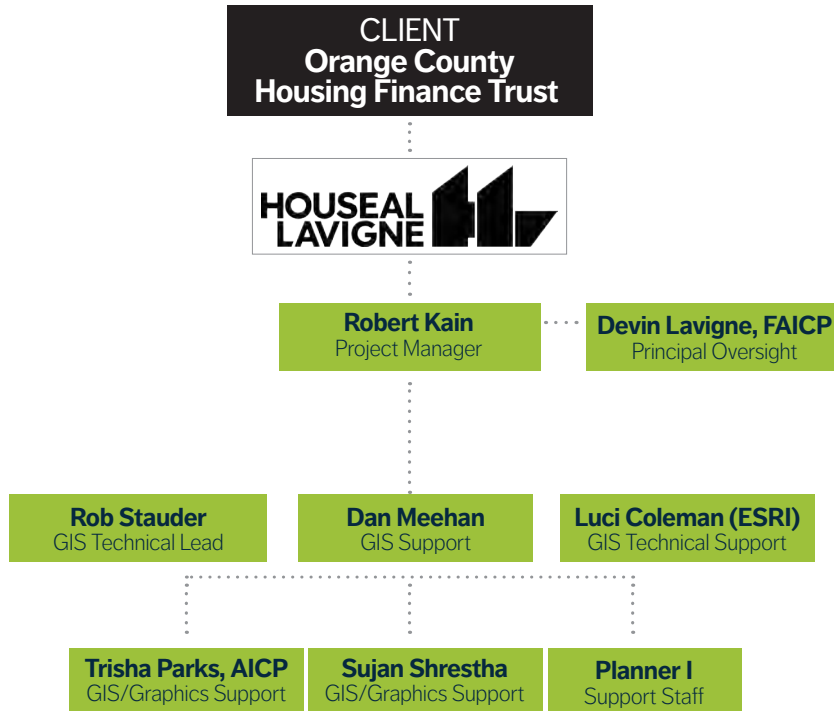 CLIENT
Orange County
Housing Finance Trust
HOUSEAL
LAVIGNE
Robert Kain
Project Manager
Devin Lavigne, FAICP
Principal Oversight
Rob Stauder
GIS Technical Lead
Dan Meehan
GIS Support
Luci Coleman (ESRI)
GIS Technical Support
Trisha Parks, AICP
GIS/Graphics Support
Sujan Shrestha
GIS/Graphics Support
Planner I
Support Staff